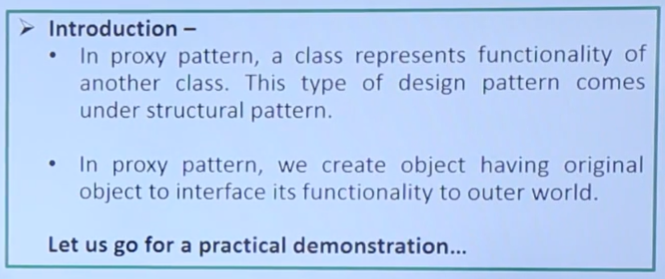 ➢ Introduction –
• In proxy pattern, a class represents functionality of
another class. This type of design pattern comes
under structural pattern.
• In proxy pattern, we create object having original
object to interface its functionality to outer world.
Let us go for a practical demonstration...